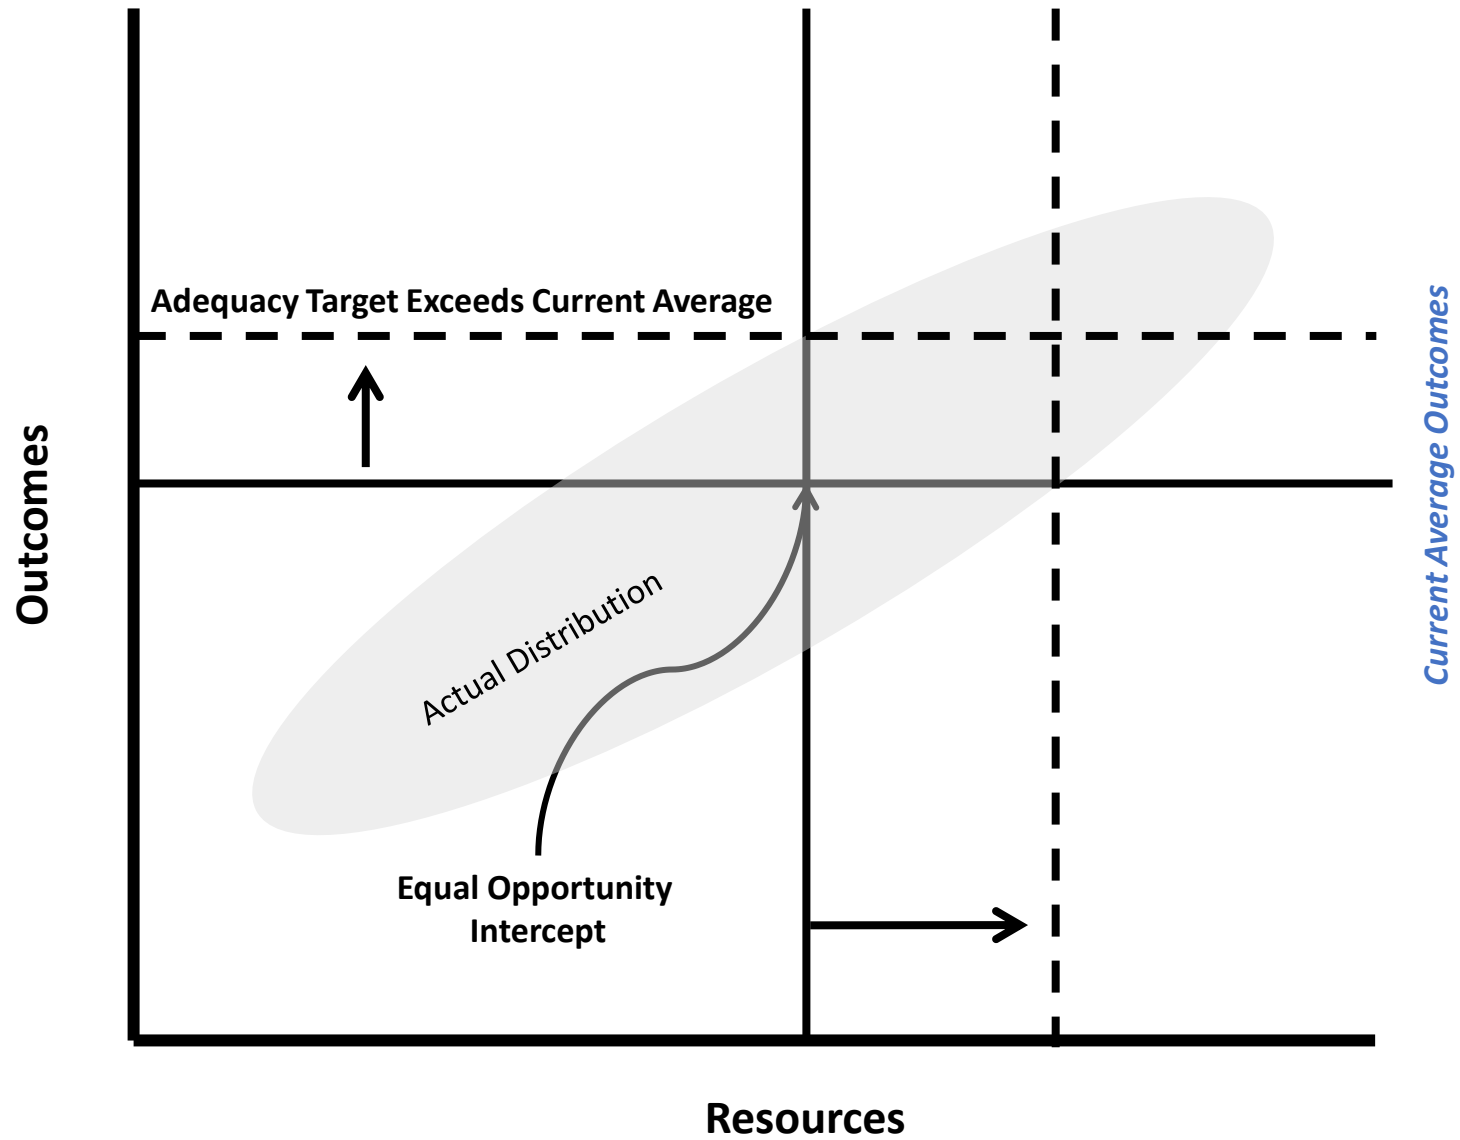 Adequacy Target Exceeds Current Average
Outcomes
Current Average Outcomes
Actual Distribution
Equal Opportunity
Intercept
Resources